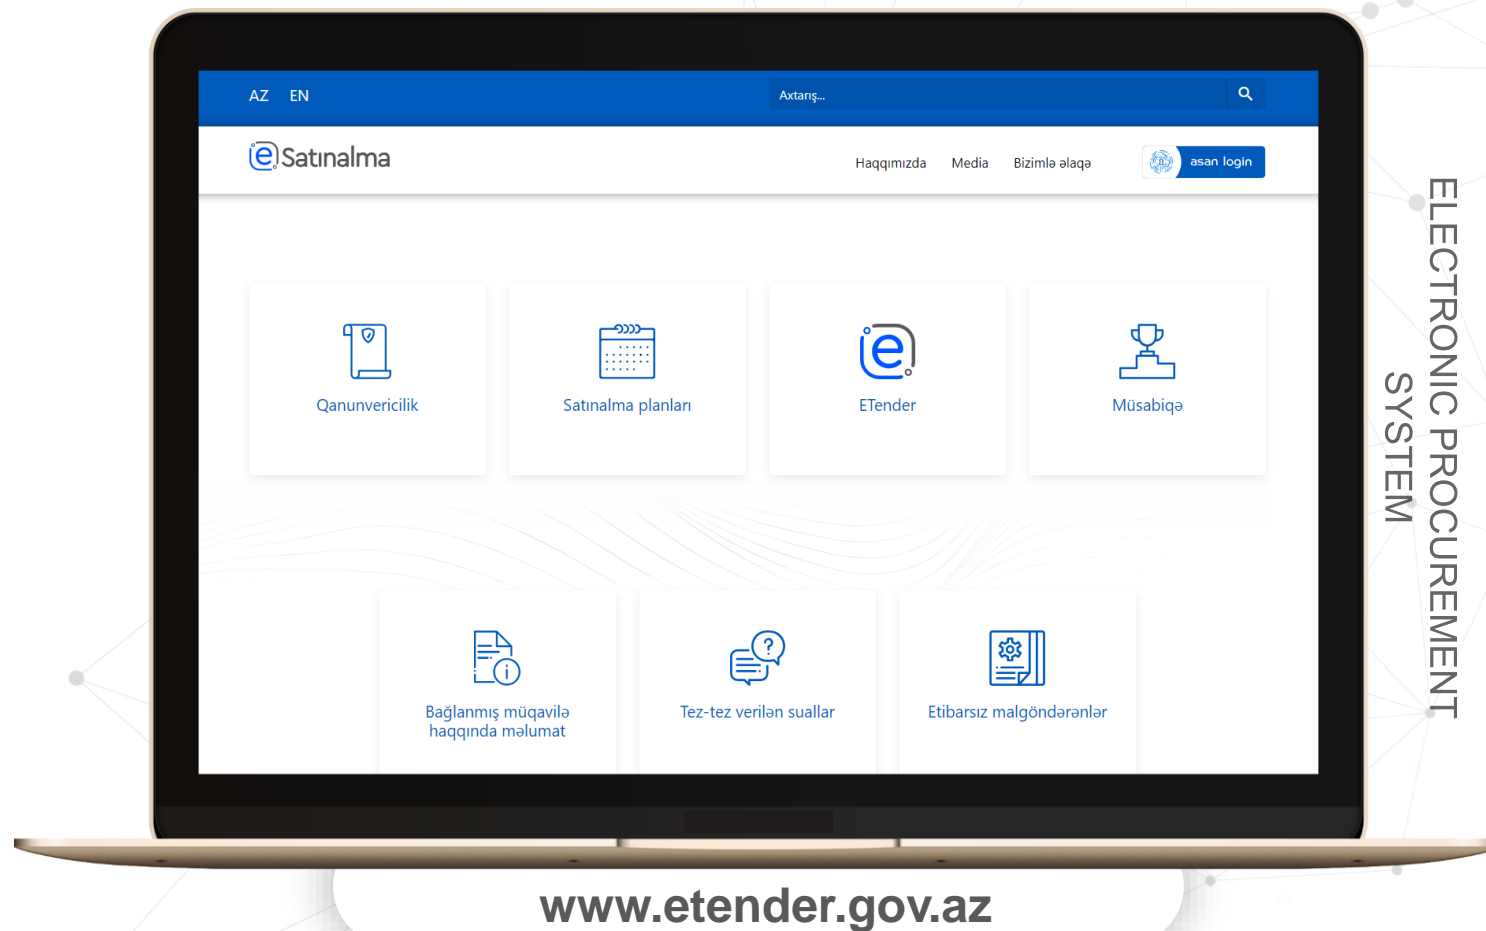 AZ EN
Axtarış...
e Satınalma
Haqqımızda Media Bizimlə əlaqə
asan login
Qanunvericilik
Satınalma planları
e
ETender
Müsabiqə
Bağlanmış müqavilə
haqqında məlumat
Tez-tez verilən suallar
Etibarsız malgöndərənlər
ELECTRONIC PROCUREMENT
SYSTEM
www.etender.gov.az